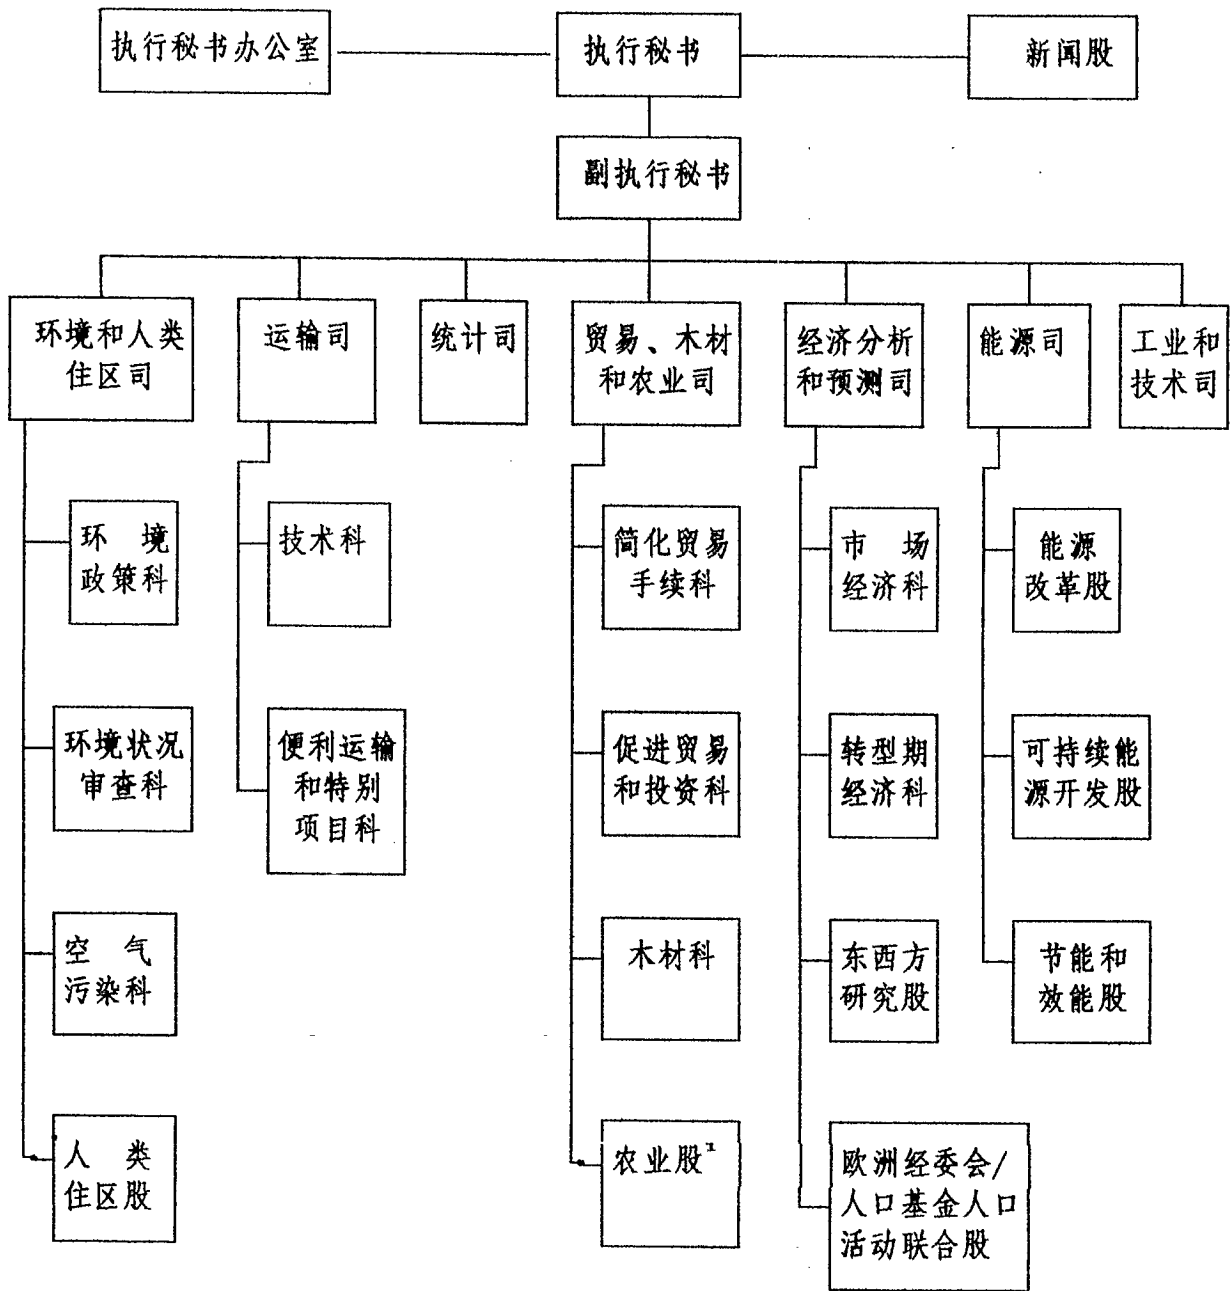 执行秘书办公室
执行秘书
新闻股
副执行秘书
环境和人类
住区司
运输司
统计司
贸易、木材
和农业司
经济分析
和预测司
能源司
工业和
技术司
环境
政策科
技术科
简化贸易
手续科
市场
经济科
能源
改革股
环境状况
审查科
便利运输
和特别
项目科
促进贸易
和投资科
转型期
经济科
可持续能
源开发股
空气
污染科
木材科
东西方
研究股
节能和
效能股
人类
住区股
农业股
欧洲经委会/
人口基金人口
活动联合股